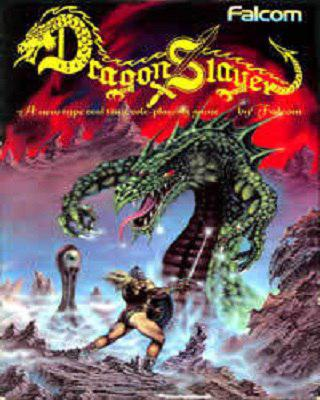 Falcom
Dragon Slayer
A new type real time role-playing game by Falcom